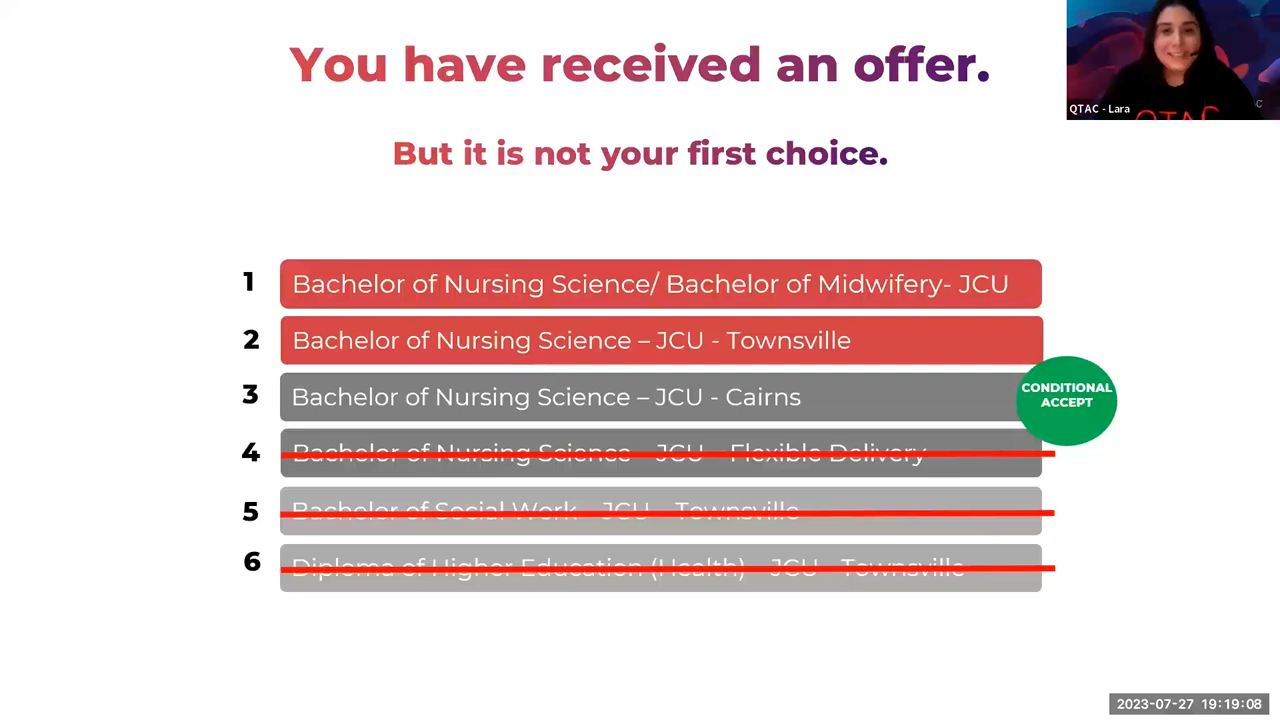 You have received an offer.
But it is not your first choice.
QTAC - Lara
QTAC
C
1 Bachelor of Nursing Science/ Bachelor of Midwifery- JCU
2 Bachelor of Nursing Science – JCU - Townsville
3 Bachelor of Nursing Science – JCU - Cairns
CONDITIONAL
ACCEPT
4 Bachelor of Nursing Science – JCU – Flexible Delivery
5 Bachelor of Social Work – JCU – Townsville
6 Diploma of Higher Education (Health) – JCU – Townsville
2023-07-27 19:19:08